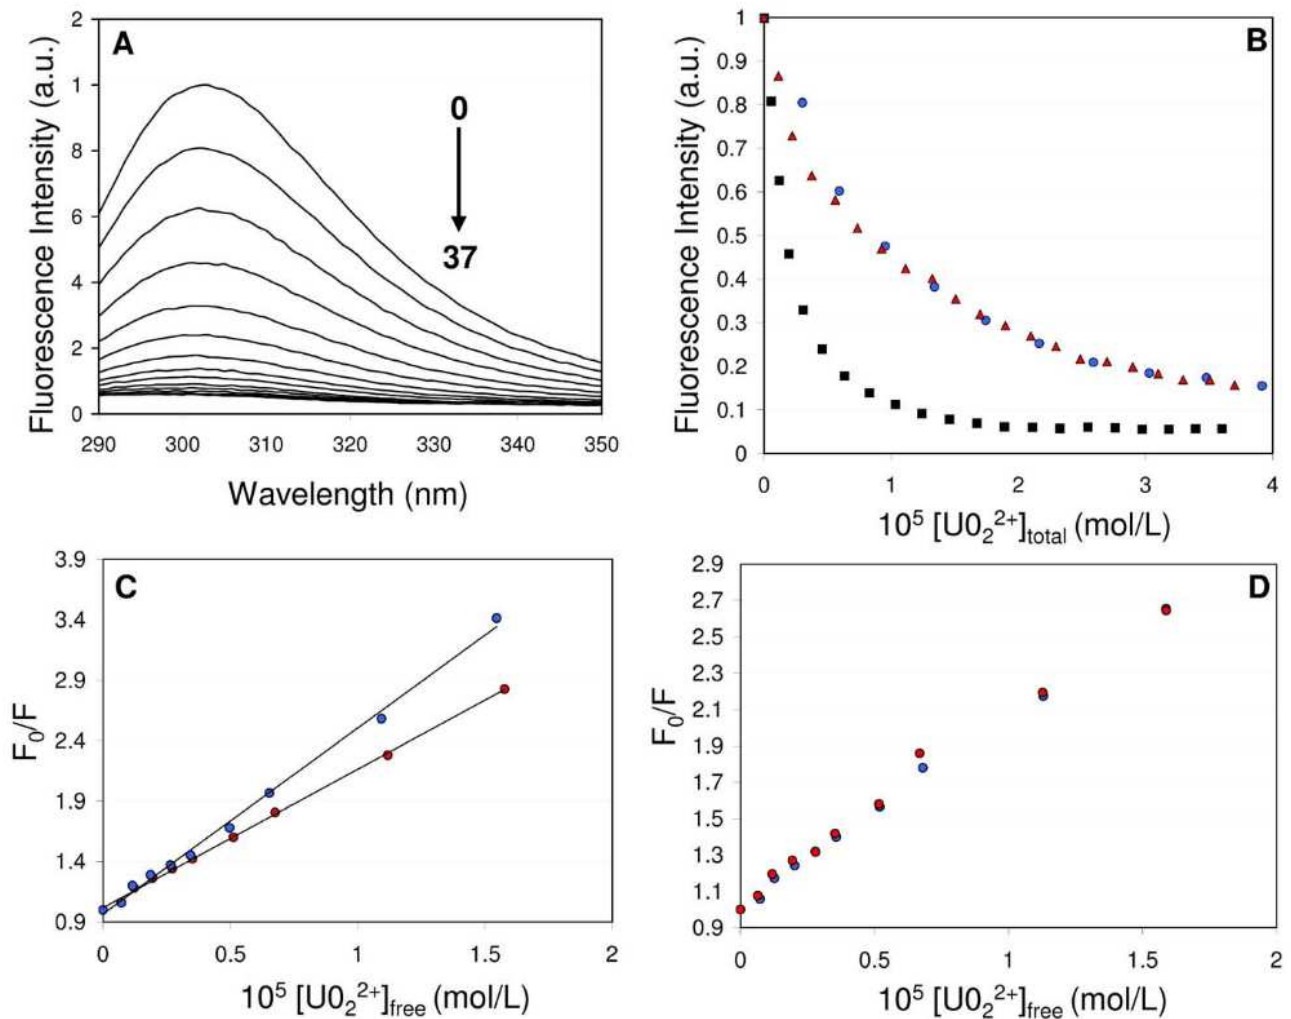 A
Fluorescence Intensity (a.u.)
2
1
8
6
4
2
0
0
37
290 300 310 320 330 340 350
Wavelength (nm)
B
Fluorescence Intensity (a.u.)
1
0.9
0.8
0.7
0.6
0.5
0.4
0.3
0.2
0.1
0
0 1 2 3 4
10⁵ [U0₂²⁺]total (mol/L)
C
F₀/F
3.9
3.4
2.9
2.4
1.9
1.4
0.9
0 0.5 1 1.5 2
10⁵ [U0₂²⁺]free (mol/L)
D
F₀/F
2.9
2.7
2.5
2.3
2.1
1.9
1.7
1.5
1.3
1.1
0.9
0 0.5 1 1.5 2
10⁵ [U0₂²⁺]free (mol/L)